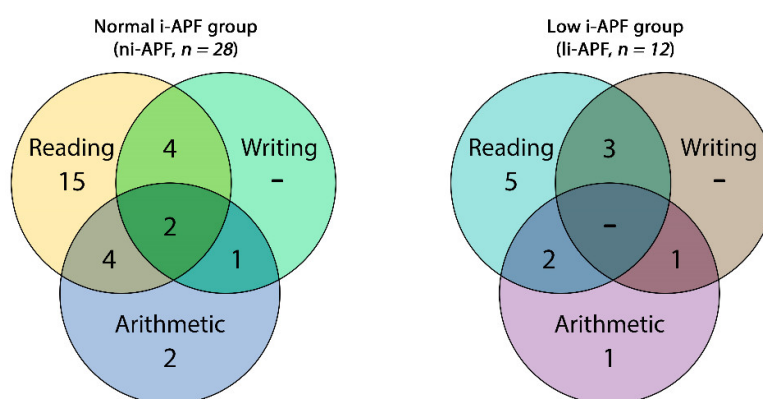 Normal i-APF group
(ni-APF, n = 28)
Reading
15
4
Writing
–
2
4
1
Arithmetic
2
Low i-APF group
(li-APF, n = 12)
Reading
5
3
Writing
–
–
2
1
Arithmetic
1